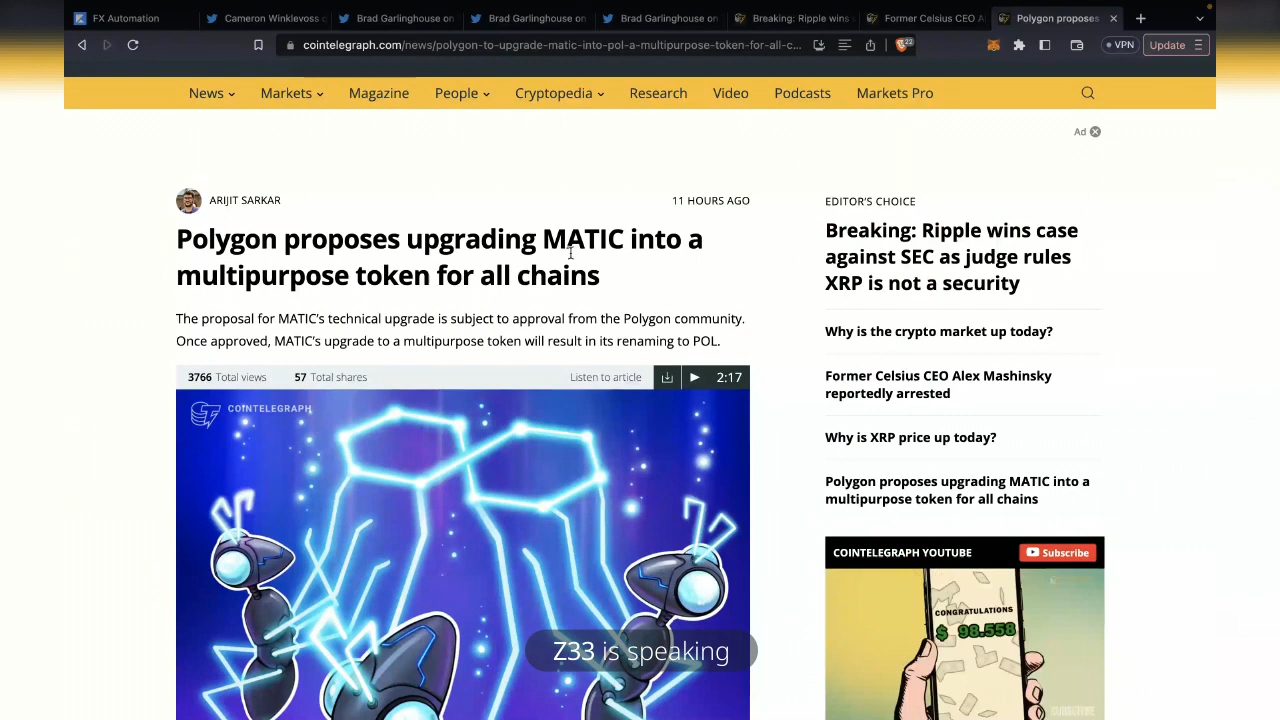 FX Automation
Cameron Winklevoss o
Brad Garlinghouse on
Brad Garlinghouse on
Brad Garlinghouse on
Breaking: Ripple wins
Former Celsius CEO A
Polygon proposes
cointelegraph.com/news/polygon-to-upgrade-matic-into-pol-a-multipurpose-token-for-all-c...
22
VPN
Update
News
Markets
Magazine
People
Cryptopedia
Research
Video
Podcasts
Markets Pro
Ad
ARIJIT SARKAR
11 HOURS AGO
Polygon proposes upgrading MATIC into a
multipurpose token for all chains
The proposal for MATIC's technical upgrade is subject to approval from the Polygon community.
Once approved, MATIC's upgrade to a multipurpose token will result in its renaming to POL.
3766 Total views
57 Total shares
Listen to article
2:17
COINTELEGRAPH
Z33 is speaking
EDITOR'S CHOICE
Breaking: Ripple wins case
against SEC as judge rules
XRP is not a security
Why is the crypto market up today?
Former Celsius CEO Alex Mashinsky
reportedly arrested
Why is XRP price up today?
Polygon proposes upgrading MATIC into a
multipurpose token for all chains
COINTELEGRAPH YOUTUBE
Subscribe
CONGRATULATIONS
$ 98.558